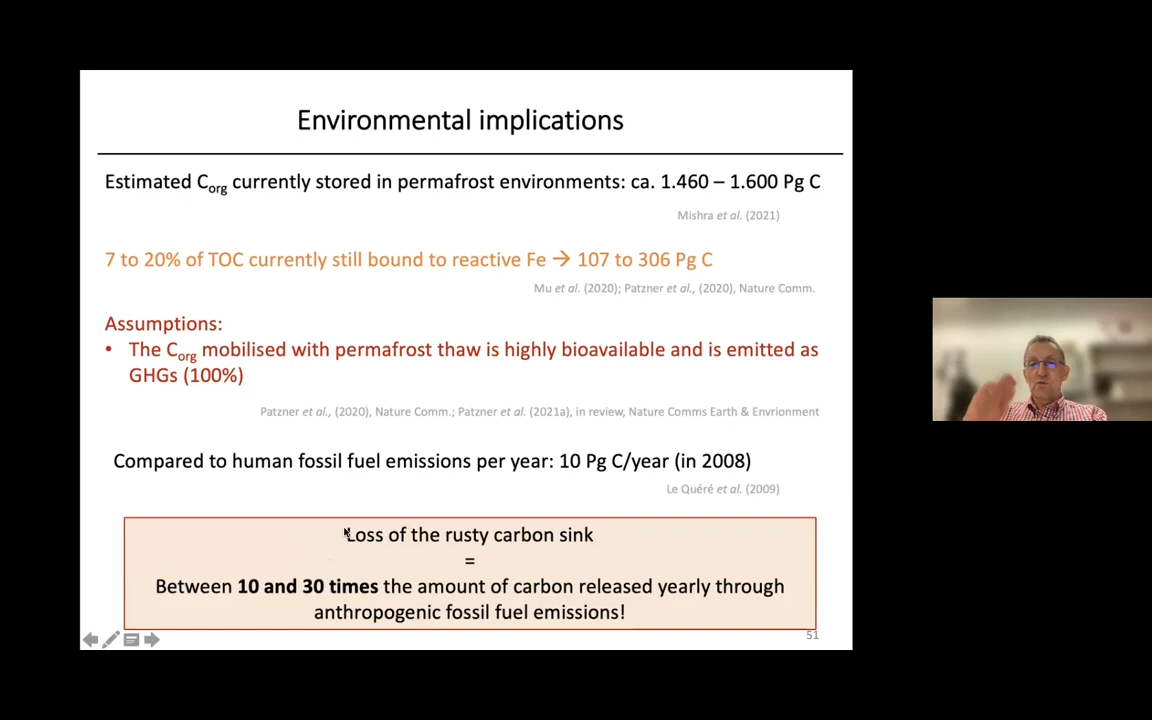 Environmental implications
Estimated Corg currently stored in permafrost environments: ca. 1.460 – 1.600 Pg C
Mishra et al. (2021)
7 to 20% of TOC currently still bound to reactive Fe → 107 to 306 Pg C
Mu et al. (2020); Patzner et al., (2020), Nature Comm.
Assumptions:
• The Corg mobilised with permafrost thaw is highly bioavailable and is emitted as
GHGs (100%)
Patzner et al., (2020), Nature Comm.; Patzner et al. (2021a), in review, Nature Comms Earth & Envrionment
Compared to human fossil fuel emissions per year: 10 Pg C/year (in 2008)
Le Quéré et al. (2009)
Loss of the rusty carbon sink
=
Between 10 and 30 times the amount of carbon released yearly through
anthropogenic fossil fuel emissions!
51